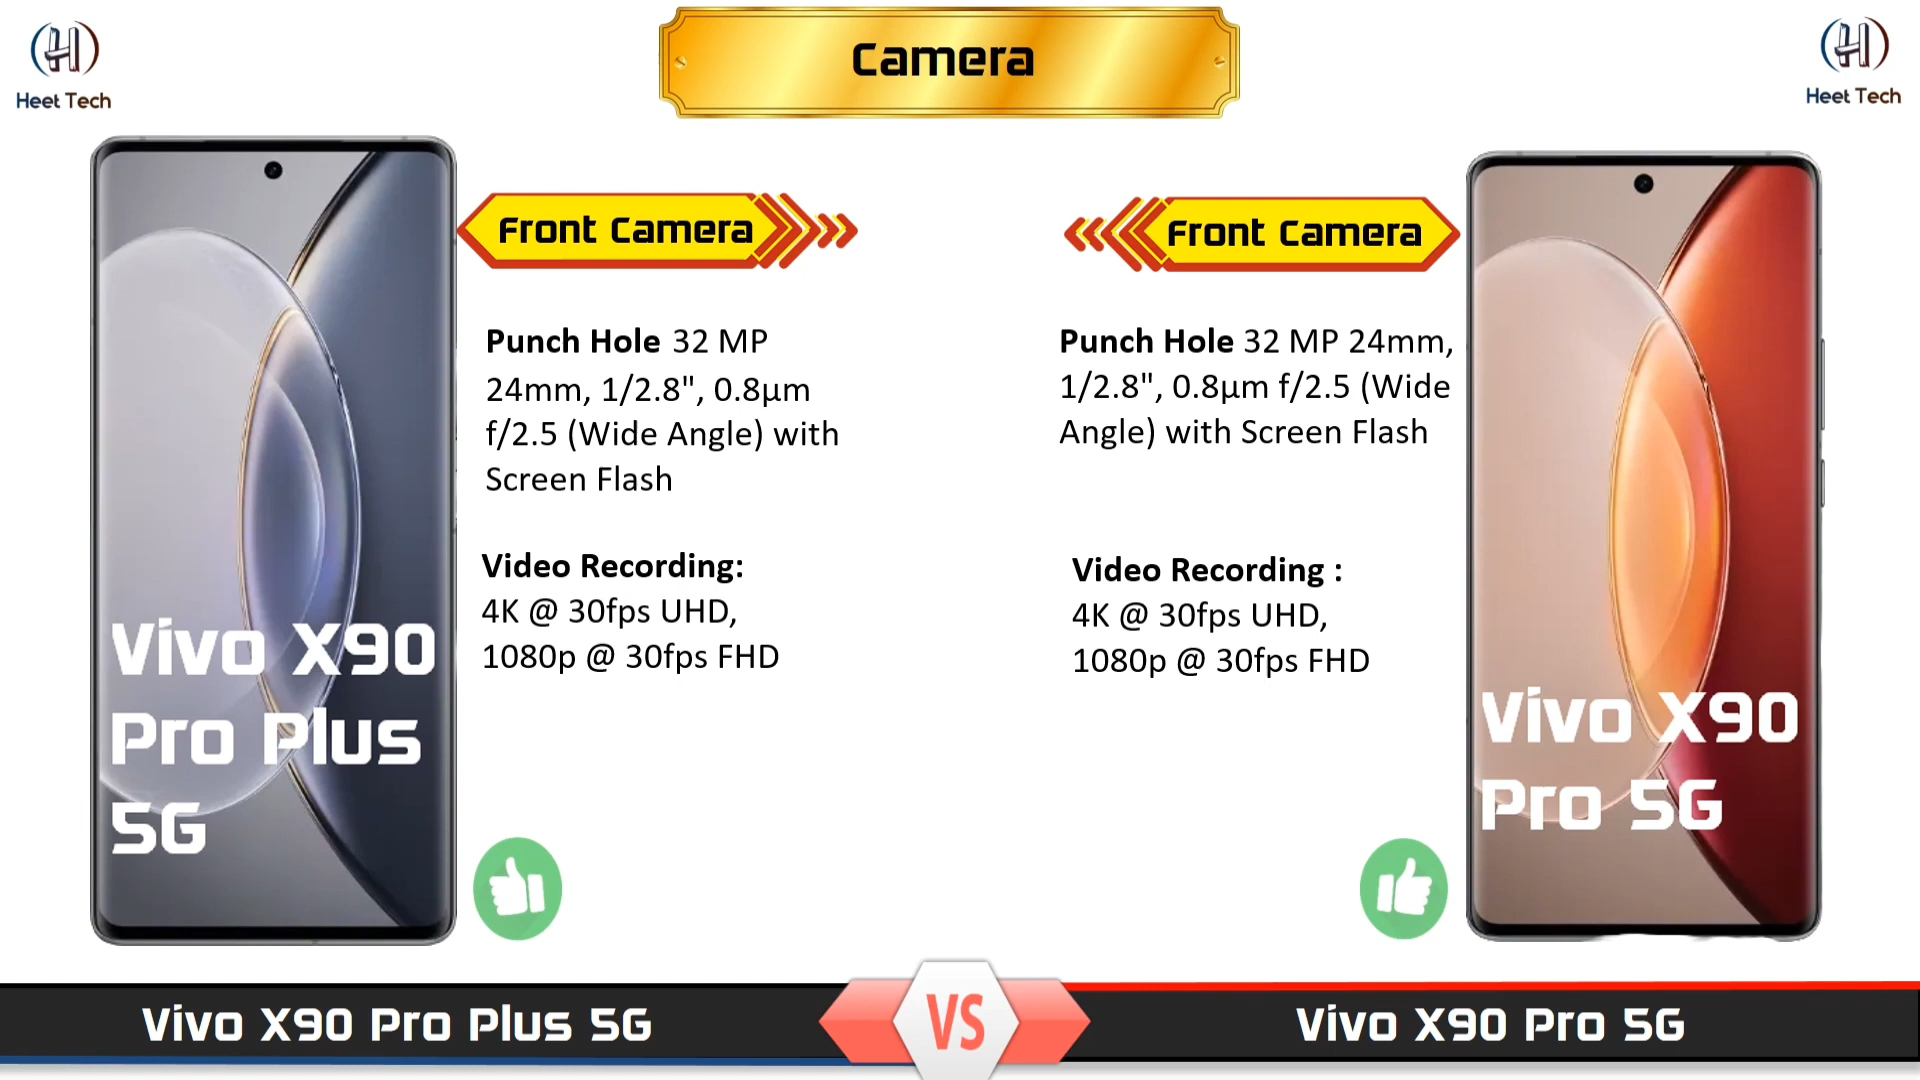 Camera
Heet Tech
Heet Tech
Front Camera
Punch Hole 32 MP
24mm, 1/2.8", 0.8µm
f/2.5 (Wide Angle) with
Screen Flash
Video Recording:
4K @ 30fps UHD,
1080p @ 30fps FHD
Vivo X90
Pro Plus
5G
Front Camera
Punch Hole 32 MP 24mm,
1/2.8", 0.8µm f/2.5 (Wide
Angle) with Screen Flash
Video Recording :
4K @ 30fps UHD,
1080p @ 30fps FHD
Vivo X90
Pro 5G
Vivo X90 Pro Plus 5G
VS
Vivo X90 Pro 5G